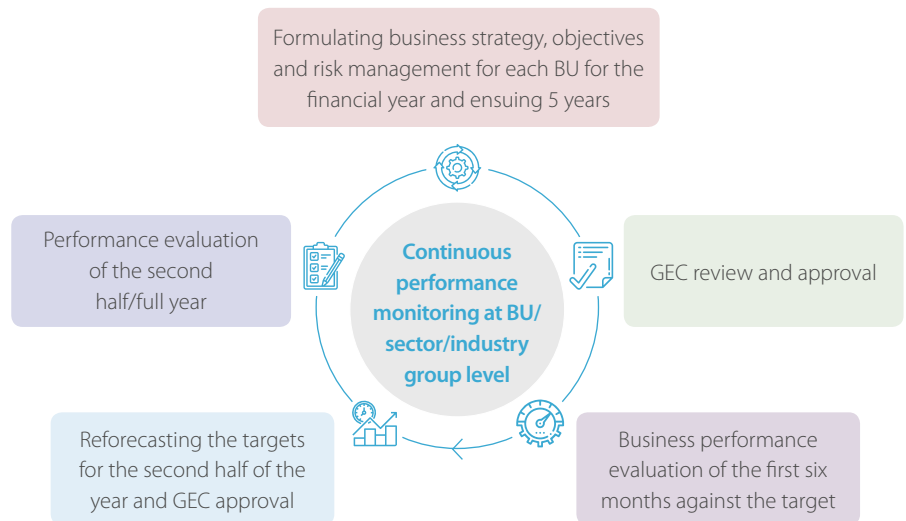 Formulating business strategy, objectives
and risk management for each BU for the
financial year and ensuing 5 years
GEC review and approval
Business performance
evaluation of the first six
months against the target
Reforecasting the targets
for the second half of the
year and GEC approval
Performance evaluation
of the second
half/full year
Continuous
performance
monitoring at BU/
sector/industry
group level